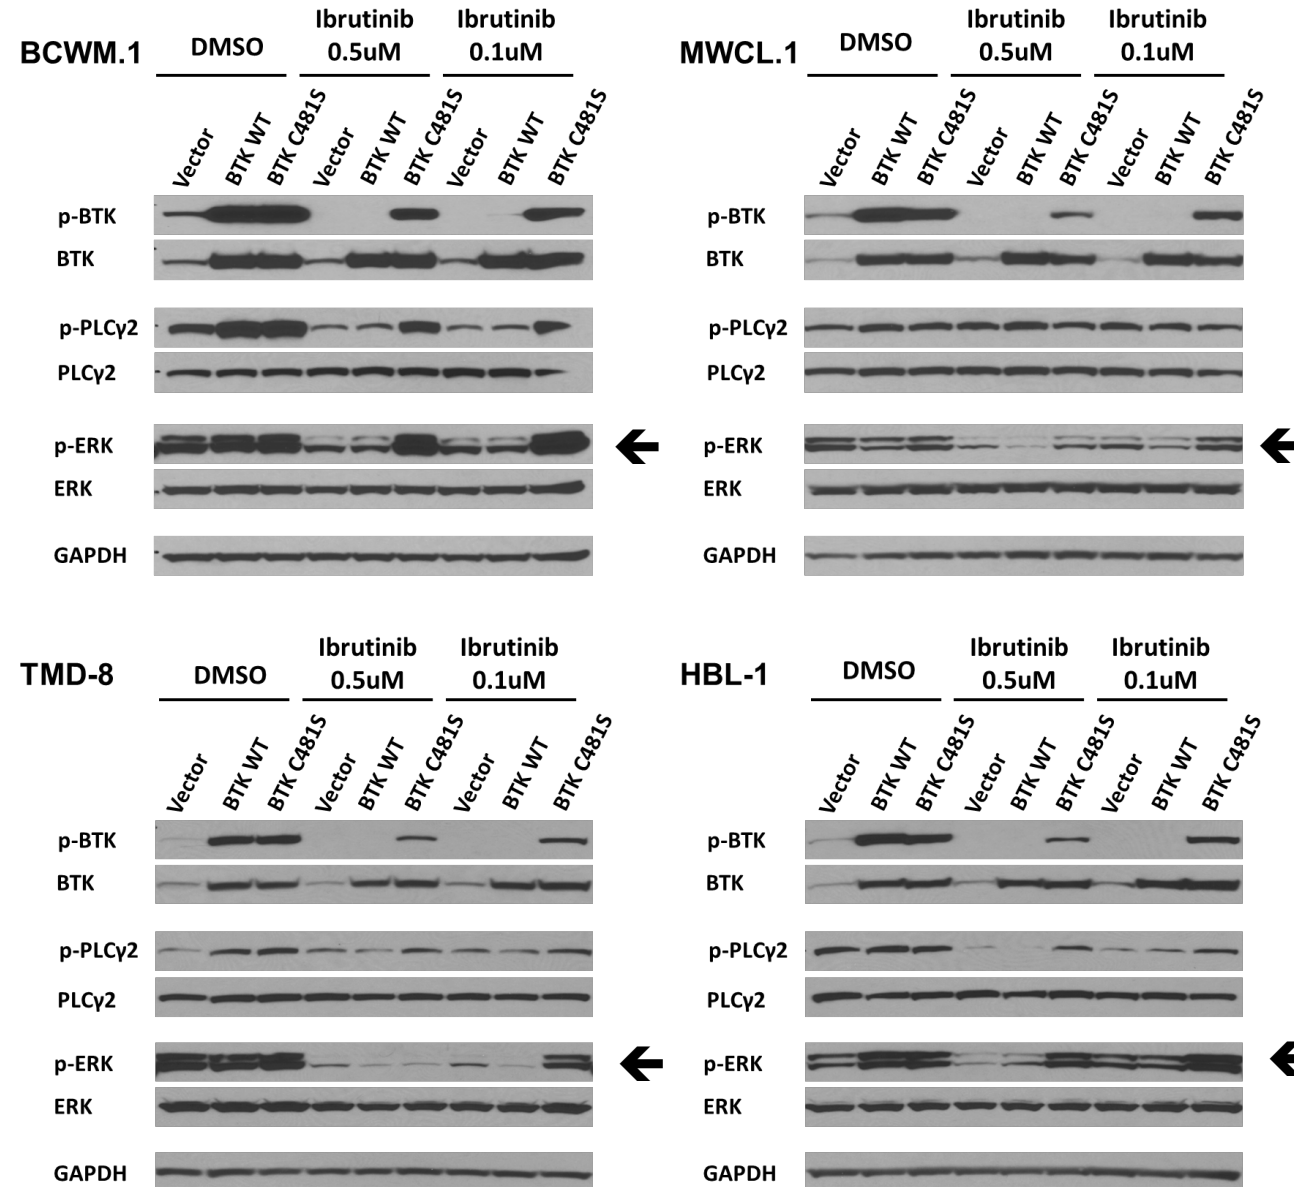 BCWM.1
DMSO
Ibrutinib
0.5uM
Ibrutinib
0.1uM
Vector
BTK WT
BTK C481S
Vector
BTK WT
BTK C481S
Vector
BTK WT
BTK C481S
p-BTK
BTK
p-PLCγ2
PLCγ2
p-ERK
ERK
GAPDH
MWCL.1
DMSO
Ibrutinib
0.5uM
Ibrutinib
0.1uM
Vector
BTK WT
BTK C481S
Vector
BTK WT
BTK C481S
Vector
BTK WT
BTK C481S
p-BTK
BTK
p-PLCγ2
PLCγ2
p-ERK
ERK
GAPDH
TMD-8
DMSO
Ibrutinib
0.5uM
Ibrutinib
0.1uM
Vector
BTK WT
BTK C481S
Vector
BTK WT
BTK C481S
Vector
BTK WT
BTK C481S
p-BTK
BTK
p-PLCγ2
PLCγ2
p-ERK
ERK
GAPDH
HBL-1
DMSO
Ibrutinib
0.5uM
Ibrutinib
0.1uM
Vector
BTK WT
BTK C481S
Vector
BTK WT
BTK C481S
Vector
BTK WT
BTK C481S
p-BTK
BTK
p-PLCγ2
PLCγ2
p-ERK
ERK
GAPDH